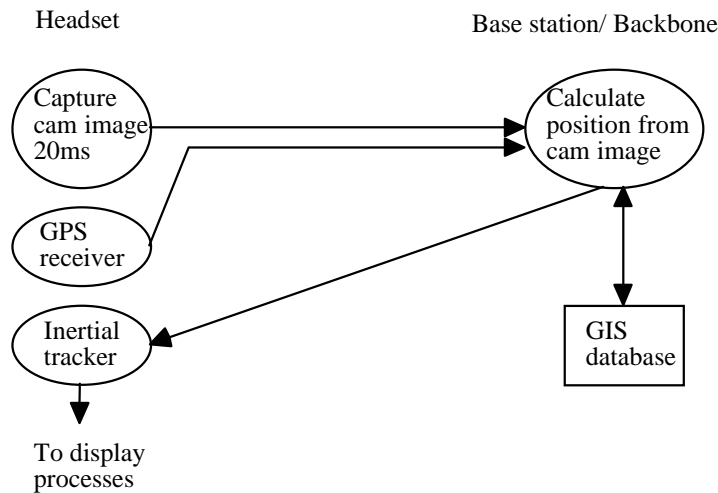 Headset
Base station/ Backbone
Capture
cam image
20ms
Calculate
position from
cam image
GPS
receiver
Inertial
tracker
GIS
database
To display
processes